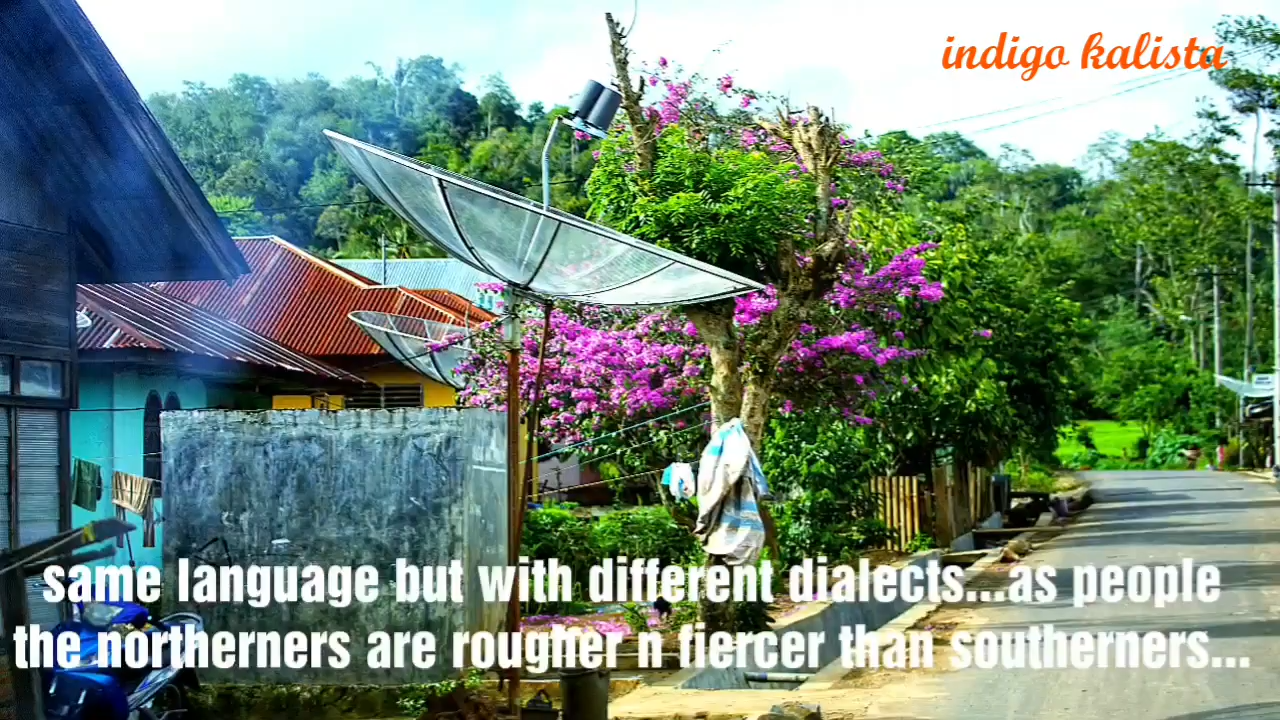 indigo kalista
same language but with different dialects...as people
the northerners are rougher n fiercer than southerners...